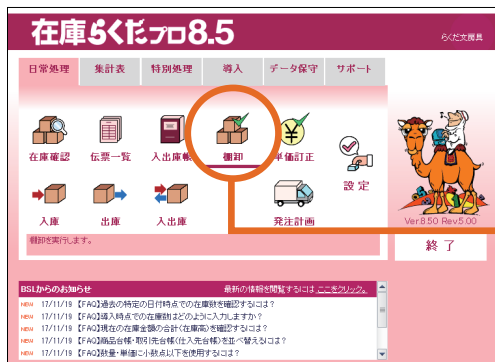 在庫らくだプロ8.5
らくだ文房具
日常処理 集計表 特別処理 導入 データ保守 サポート
在庫確認 伝票一覧 入出庫帳 棚卸 単価訂正
設定
入庫 出庫 入出庫 発注計画
Ver.8.50 Rev5.00
棚卸を実行します。
終了
BSLからのお知らせ 最新の情報を閲覧するには ここをクリック。
NEW 17/11/19 【FAQ】過去の特定の日付時点での在庫数を確認するには？
NEW 17/11/19 【FAQ】導入時点での在庫数はどのように入力しますか？
NEW 17/11/19 【FAQ】現在の在庫金額の合計(在庫高)を確認するには？
NEW 17/11/19 【FAQ】商品台帳・取引先台帳(仕入先台帳)を並べ替えるには？
NEW 17/11/19 【FAQ】数量・単価に小数点以下を使用するには？